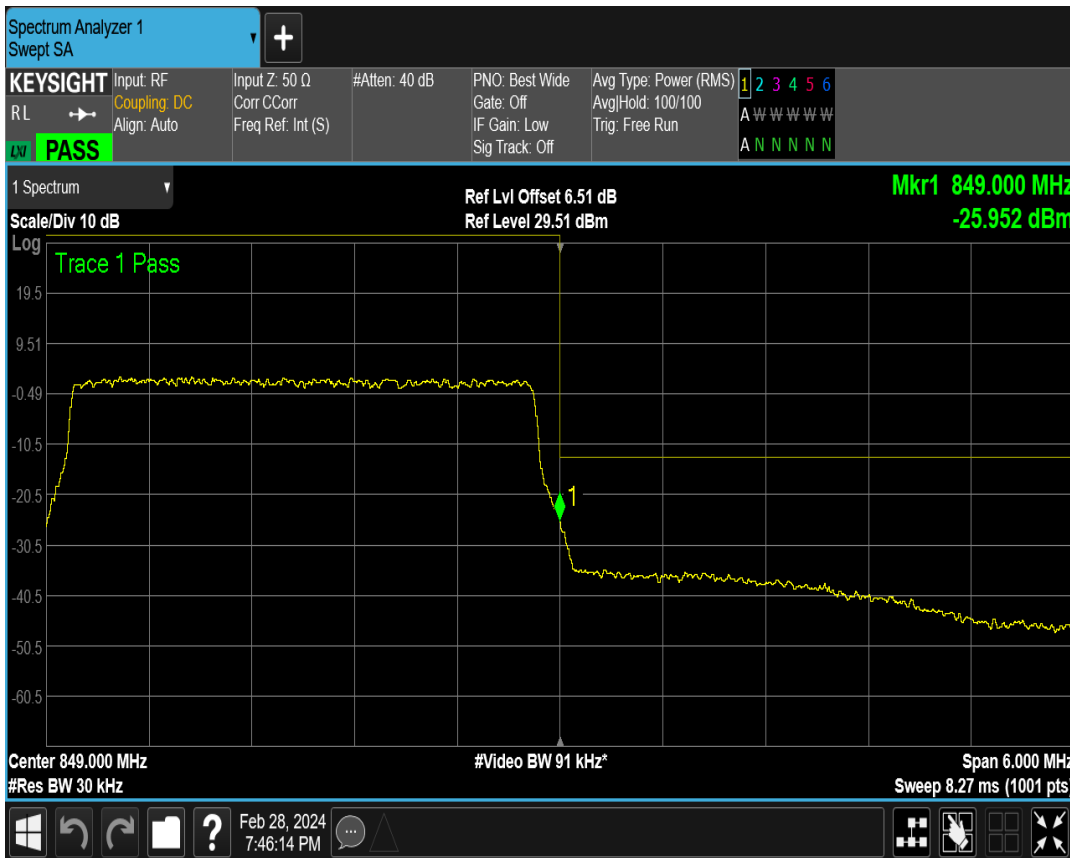 Spectrum Analyzer 1
Swept SA
+
KEYSIGHT
RL
LXI PASS
Input: RF
Coupling: DC
Align: Auto
Input Z: 50 Ω
Corr CCorr
Freq Ref: Int (S)
#Atten: 40 dB
PNO: Best Wide
Gate: Off
IF Gain: Low
Sig Track: Off
Avg Type: Power (RMS)
Avg|Hold: 100/100
Trig: Free Run
1 2 3 4 5 6
A W W W W W
A N N N N N
1 Spectrum
Scale/Div 10 dB
Ref Lvl Offset 6.51 dB
Ref Level 29.51 dBm
Mkr1 849.000 MHz
-25.952 dBm
Log
Trace 1 Pass
19.5
9.51
-0.49
-10.5
-20.5
-30.5
-40.5
-50.5
-60.5
1
Center 849.000 MHz
#Res BW 30 kHz
#Video BW 91 kHz*
Span 6.000 MHz
Sweep 8.27 ms (1001 pts)
?
Feb 28, 2024
7:46:14 PM